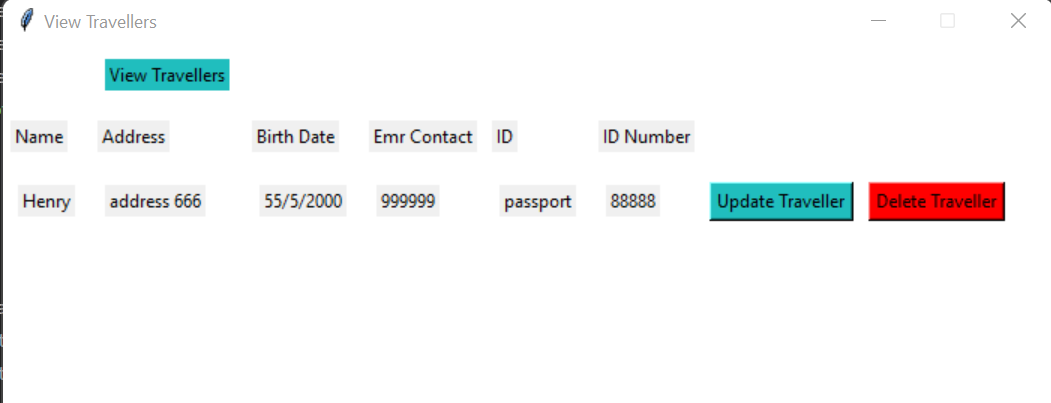 View Travellers
View Travellers
Name Address Birth Date Emr Contact ID ID Number
Henry address 666 55/5/2000 999999 passport 88888 Update Traveller Delete Traveller